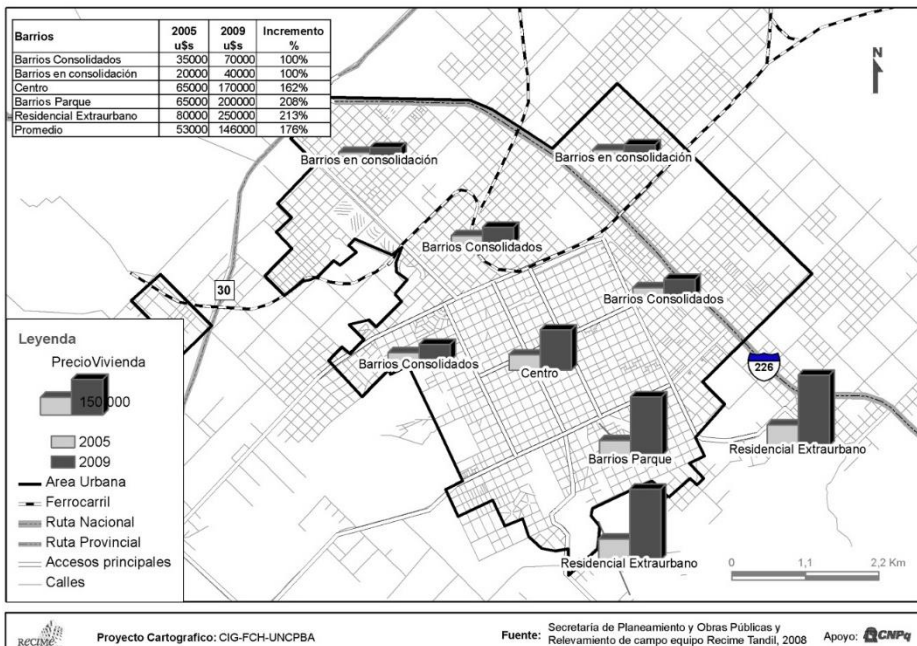 Barrios 2005 u$s 2009 u$s Incremento %
Barrios Consolidados 35000 70000 100%
Barrios en consolidación 20000 40000 100%
Centro 65000 170000 162%
Barrios Parque 65000 200000 208%
Residencial Extraurbano 80000 250000 213%
Promedio 53000 146000 176%
N
Barrios en consolidación
Barrios en consolidación
Barrios Consolidados
30
Barrios Consolidados
Barrios Consolidados
Centro
226
Barrios Parque
Residencial Extraurbano
Residencial Extraurbano
Leyenda
PrecioVivienda
150.000
2005
2009
Area Urbana
Ferrocarril
Ruta Nacional
Ruta Provincial
Accesos principales
Calles
0 1,1 2,2 Km
RECIME
Proyecto Cartografico: CIG-FCH-UNCPBA
Fuente: Secretaría de Planeamiento y Obras Públicas y
Relevamiento de campo equipo Recime Tandil, 2008
Apoyo: CNPq